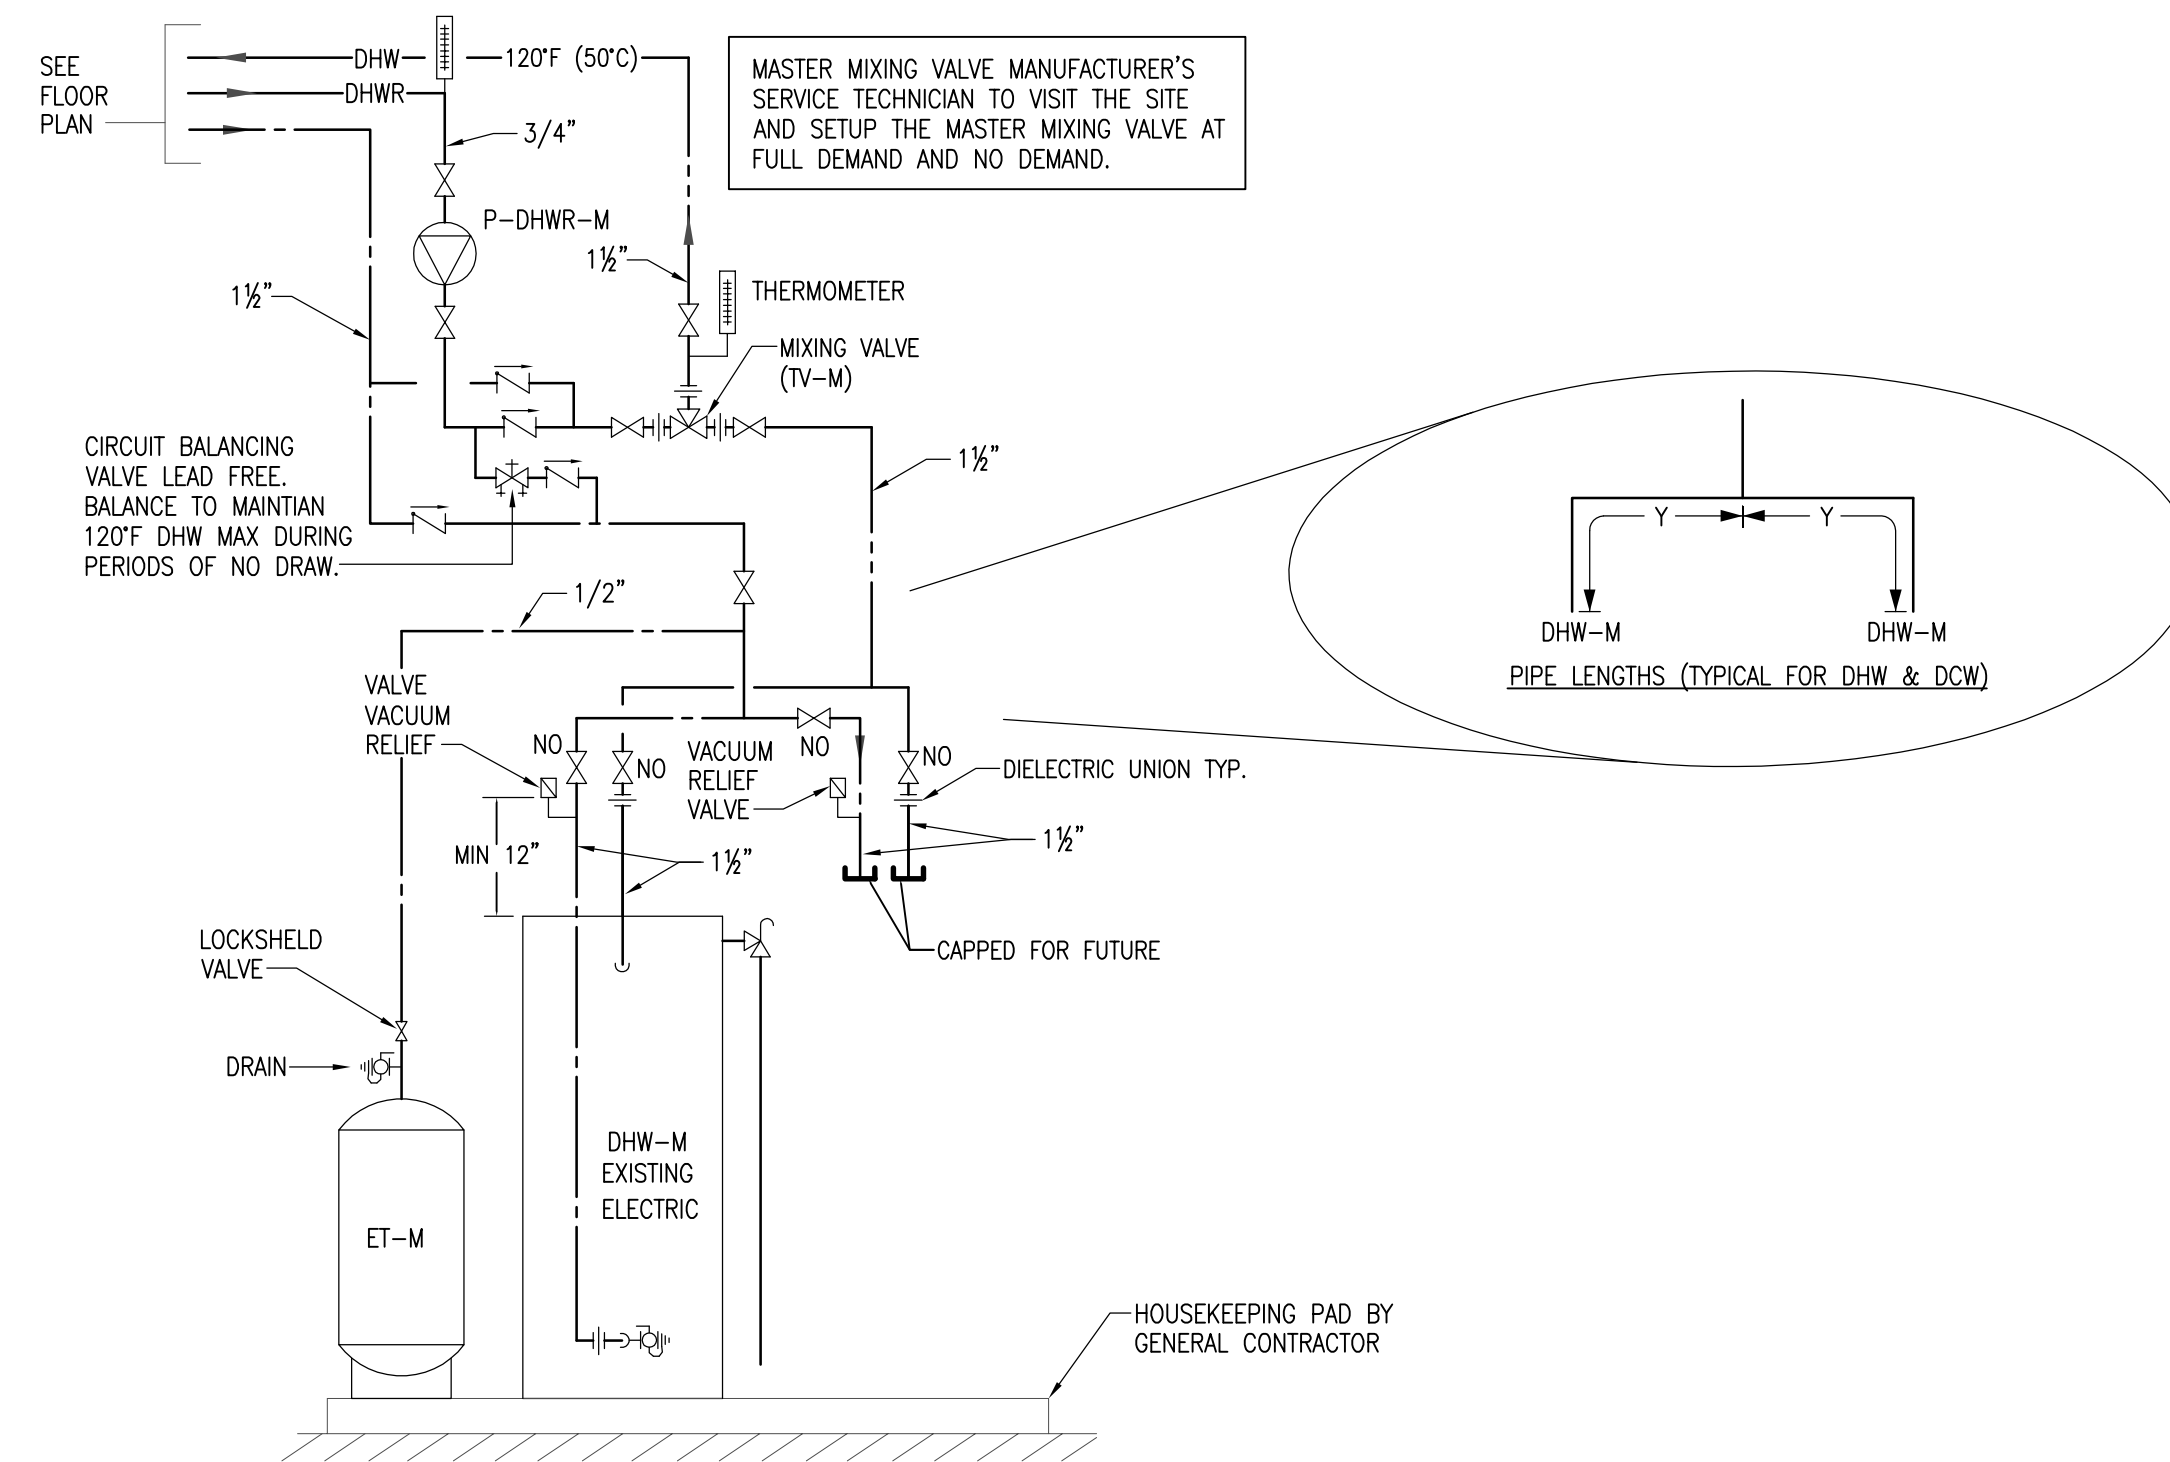 SEE
FLOOR
PLAN
DHW
120°F (50°C)
DHWR
3/4"
MASTER MIXING VALVE MANUFACTURER'S
SERVICE TECHNICIAN TO VISIT THE SITE
AND SETUP THE MASTER MIXING VALVE AT
FULL DEMAND AND NO DEMAND.
P-DHWR-M
1½"
1½"
THERMOMETER
MIXING VALVE
(TV-M)
CIRCUIT BALANCING
VALVE LEAD FREE.
BALANCE TO MAINTIAN
120°F DHW MAX DURING
PERIODS OF NO DRAW.
1½"
1/2"
Y
Y
DHW-M
DHW-M
PIPE LENGTHS (TYPICAL FOR DHW & DCW)
VALVE
VACUUM
RELIEF
NO
NO
VACUUM
RELIEF
VALVE
NO
NO
DIELECTRIC UNION TYP.
MIN 12"
1½"
1½"
CAPPED FOR FUTURE
LOCKSHELD
VALVE
DRAIN
DHW-M
EXISTING
ELECTRIC
ET-M
HOUSEKEEPING PAD BY
GENERAL CONTRACTOR